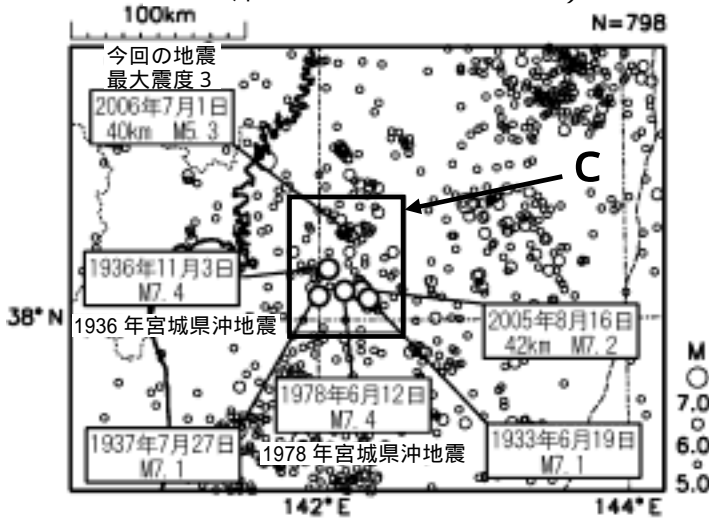 100km
N=798
今回の地震
最大震度３
2006年7月1日
40km M5.3
C
1936年11月3日
M7.4
1936 年宮城県沖地震
38°N
2005年8月16日
42km M7.2
1978年6月12日
M7.4
1978 年宮城県沖地震
1937年7月27日
M7.1
1933年6月19日
M7.1
M
7.0
6.0
5.0
142°E
144°E